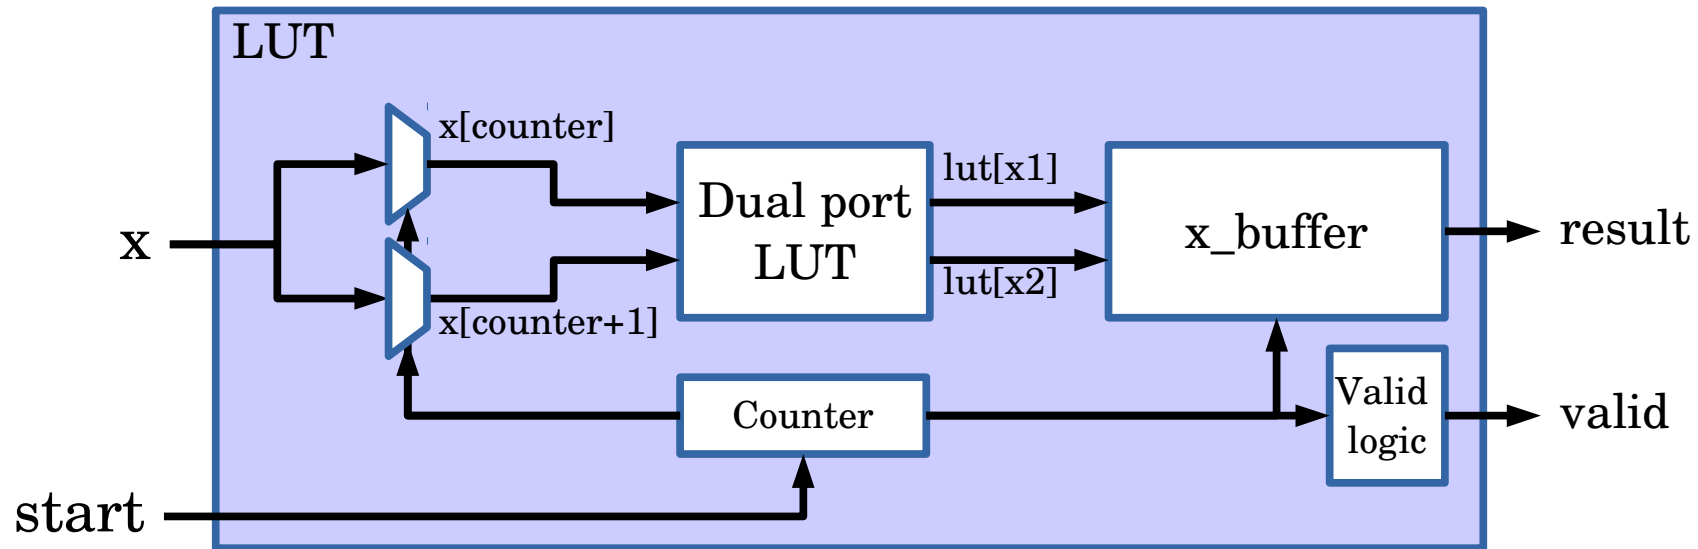 LUT
x[counter]
lut[x1]
Dual port
LUT
x_buffer
result
x
lut[x2]
x[counter+1]
Counter
Valid
logic
valid
start